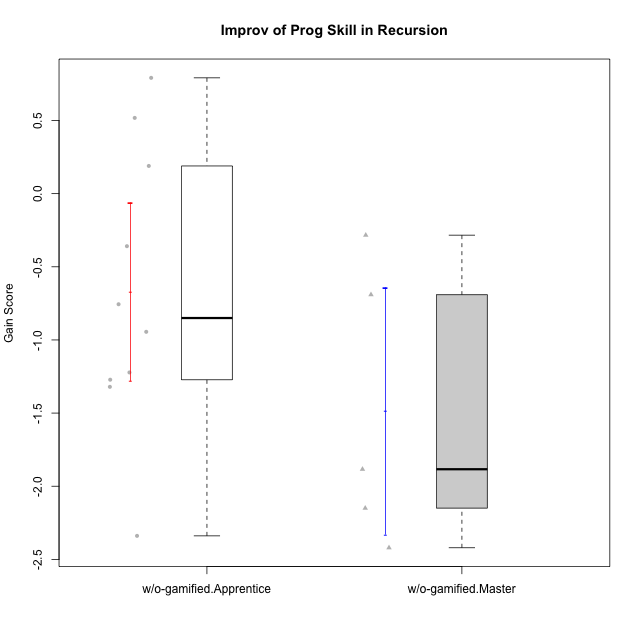 Improv of Prog Skill in Recursion
Gain Score
0.5
0.0
-0.5
-1.0
-1.5
-2.0
-2.5
w/o-gamified.Apprentice
w/o-gamified.Master